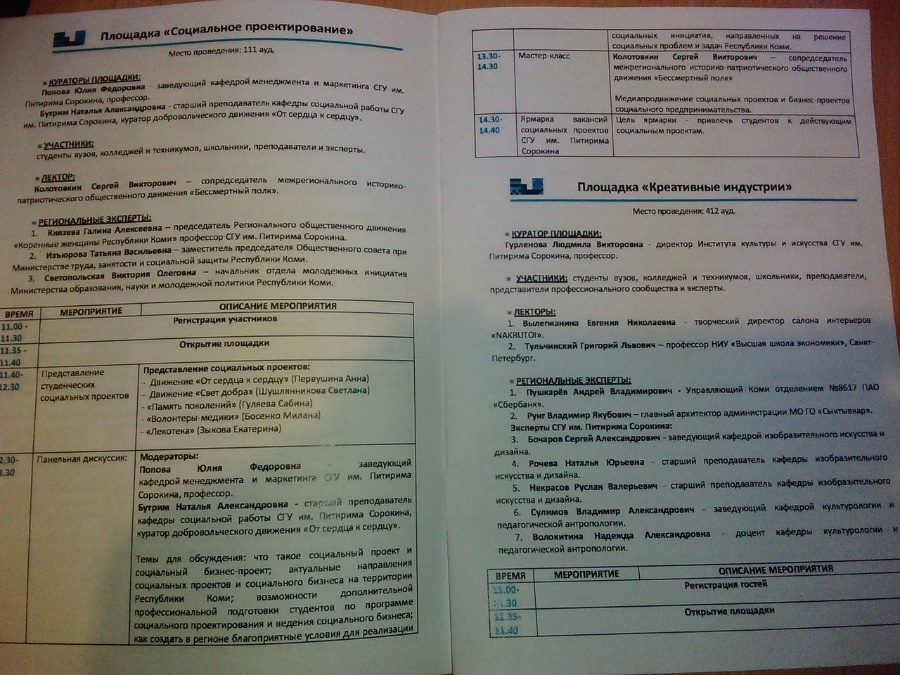 Площадка «Социальное проектирование»
Место проведения: 111 ауд.
КУРАТОРЫ ПЛОЩАДКИ:
Попова Юлия Федоровна - заведующий кафедрой менеджмента и маркетинга СГУ им.
Питирима Сорокина, профессор.
Бутрим Наталья Александровна - старший преподаватель кафедры социальной работы СГУ
им. Питирима Сорокина, куратор добровольческого движения «От сердца к сердцу».
УЧАСТНИКИ:
студенты вузов, колледжей и техникумов, школьники, преподаватели и эксперты.
ЛЕКТОР:
Колотовкин Сергей Викторович – сопредседатель межрегионального историко-
патриотического общественного движения «Бессмертный полк».
РЕГИОНАЛЬНЫЕ ЭКСПЕРТЫ:
1. Князева Галина Алексеевна – председатель Регионального общественного движения
«Коренные женщины Республики Коми» профессор СГУ им. Питирима Сорокина.
2. Изъюрова Татьяна Васильевна – заместитель председателя Общественного совета при
Министерстве труда, занятости и социальной защиты Республики Коми.
3. Светопольская Виктория Олеговна – начальник отдела молодежных инициатив
Министерства образования, науки и молодежной политики Республики Коми.
ВРЕМЯ МЕРОПРИЯТИЕ ОПИСАНИЕ МЕРОПРИЯТИЯ
11.00 - Регистрация участников
11.30
11.35 - Открытие площадки
11.40
11.40- Представление Представление социальных проектов:
12.30 студенческих - Движение «От сердца к сердцу» (Первушина Анна)
социальных проектов - Движение «Свет добра» (Шушлянникова Светлана)
- «Память поколений» (Гуляева Сабина)
- «Волонтеры-медики» (Босенко Милана)
- «Лекотека» (Зыкова Екатерина)
2.30- Панельная дискуссия: Модераторы:
3.30 Попова Юлия Федоровна - заведующий
кафедрой менеджмента и маркетинга СГУ им. Питирима
Сорокина, профессор.
Бутрим Наталья Александровна - старший преподаватель
кафедры социальной работы СГУ им. Питирима Сорокина,
куратор добровольческого движения «От сердца к сердцу».
Темы для обсуждения: что такое социальный проект и
социальный бизнес-проект; актуальные направления
социальных проектов и социального бизнеса на территории
Республики Коми; возможности дополнительной
профессиональной подготовки студентов по программе
социального проектирования и ведения социального бизнеса;
как создать в регионе благоприятные условия для реализации
социальных инициатив, направленных на решение
социальных проблем и задач Республики Коми.
13.30- Мастер-класс Колотовкин Сергей Викторович – сопредседатель
14.30 межрегионального историко-патриотического общественного
движения «Бессмертный полк»
Медиапродвижение социальных проектов и бизнес-проектов
социального предпринимательства.
14.30- Ярмарка вакансий Цель ярмарки - привлечь студентов к действующим
14.40 социальных проектов социальным проектам.
СГУ им. Питирима
Сорокина
Площадка «Креативные индустрии»
Место проведения: 412 ауд.
КУРАТОР ПЛОЩАДКИ:
Гурленова Людмила Викторовна - директор Института культуры и искусства СГУ им.
Питирима Сорокина, профессор.
УЧАСТНИКИ: студенты вузов, колледжей и техникумов, школьники, преподаватели,
представители профессионального сообщества и эксперты.
ЛЕКТОРЫ:
1. Вылегжанина Евгения Николаевна - творческий директор салона интерьеров
«NAKRUTOI».
2. Тульчинский Григорий Львович – профессор НИУ «Высшая школа экономики», Санкт-
Петербург.
РЕГИОНАЛЬНЫЕ ЭКСПЕРТЫ:
1. Пушкарёв Андрей Владимирович - Управляющий Коми отделением №8617 ПАО
«Сбербанк».
2. Рунг Владимир Якубович – главный архитектор администрации МО ГО «Сыктывкар».
Эксперты СГУ им. Питирима Сорокина:
3. Бочаров Сергей Александрович - заведующий кафедрой изобразительного искусства и
дизайна.
4. Рочева Наталья Юрьевна - старший преподаватель кафедры изобразительного
искусства и дизайна.
5. Некрасов Руслан Валерьевич - старший преподаватель кафедры изобразительного
искусства и дизайна.
6. Сулимов Владимир Александрович - заведующий кафедрой культурологии и
педагогической антропологии.
7. Волокитина Надежда Александровна - доцент кафедры культурологии и
педагогической антропологии.
ВРЕМЯ МЕРОПРИЯТИЕ ОПИСАНИЕ МЕРОПРИЯТИЯ
11.00- Регистрация гостей
11.30
11.35- Открытие площадки
11.40